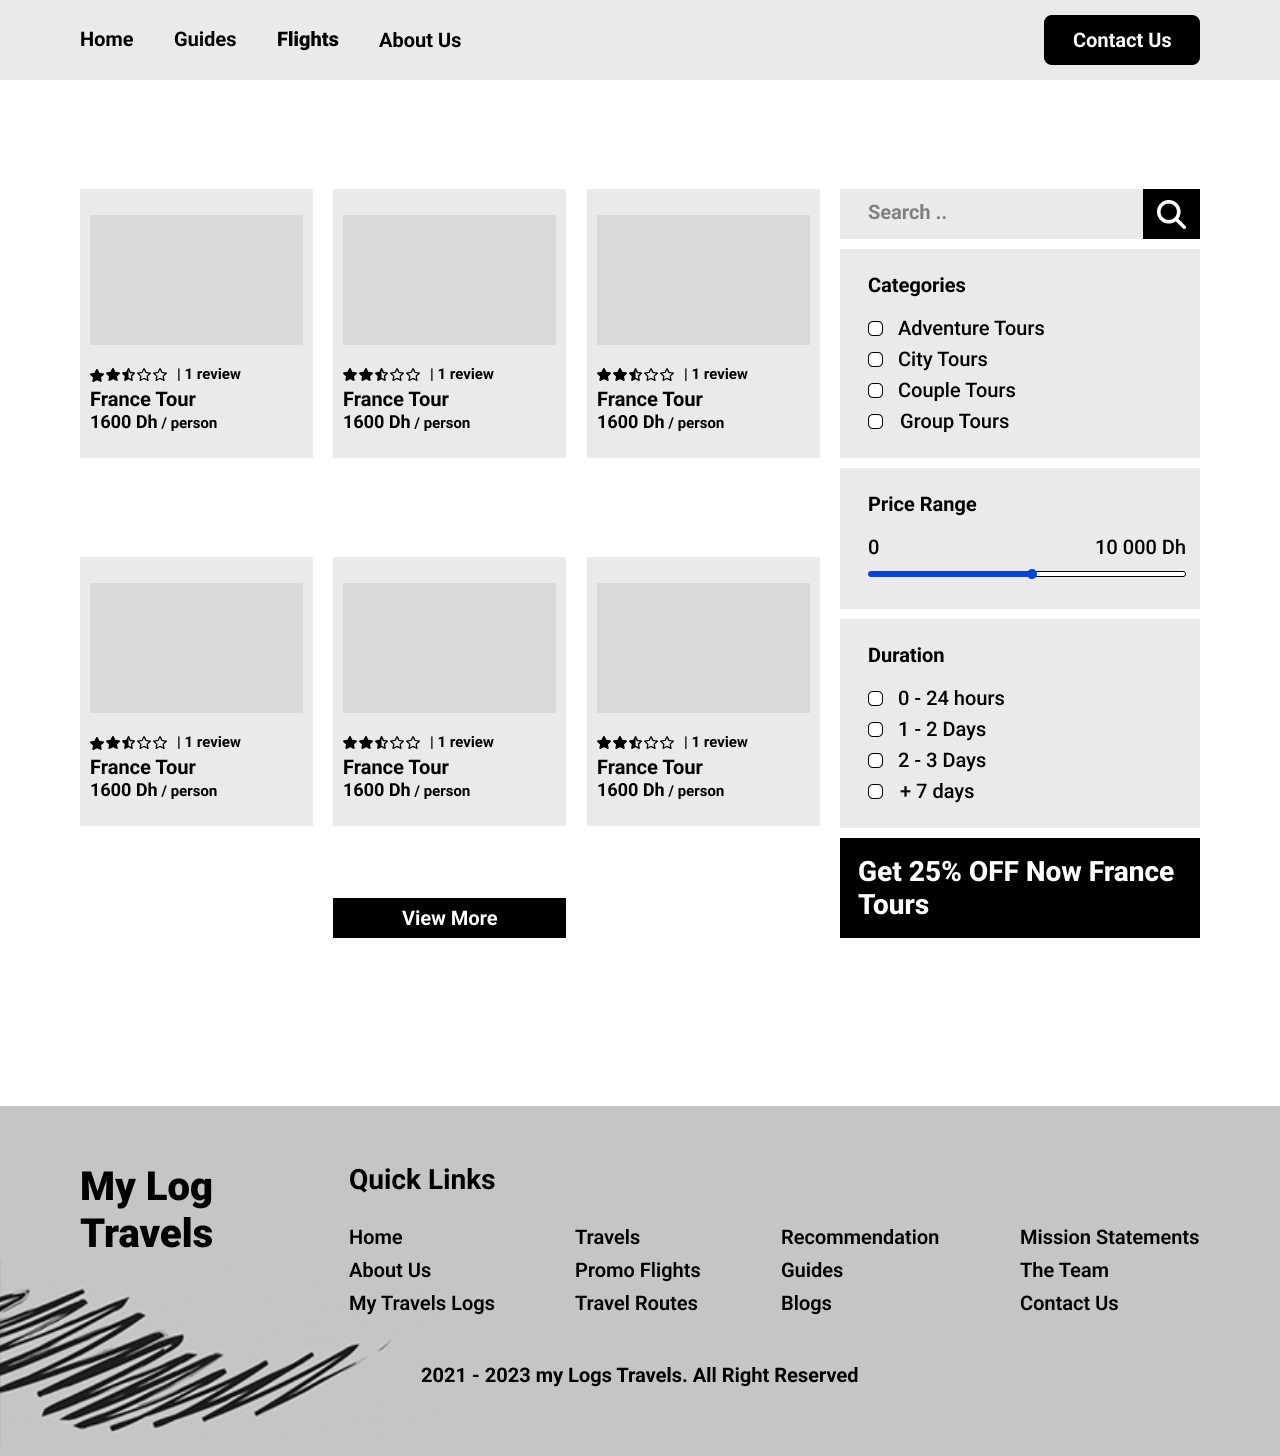 Home Guides Flights About Us Contact Us
| 1 review
France Tour
1600 Dh / person
| 1 review
France Tour
1600 Dh / person
| 1 review
France Tour
1600 Dh / person
| 1 review
France Tour
1600 Dh / person
| 1 review
France Tour
1600 Dh / person
| 1 review
France Tour
1600 Dh / person
View More
Search ..
Categories
Adventure Tours
City Tours
Couple Tours
Group Tours
Price Range
0 10 000 Dh
Duration
0 - 24 hours
1 - 2 Days
2 - 3 Days
+ 7 days
Get 25% OFF Now France
Tours
My Log
Travels
Quick Links
Home
About Us
My Travels Logs
Travels
Promo Flights
Travel Routes
Recommendation
Guides
Blogs
Mission Statements
The Team
Contact Us
2021 - 2023 my Logs Travels. All Right Reserved